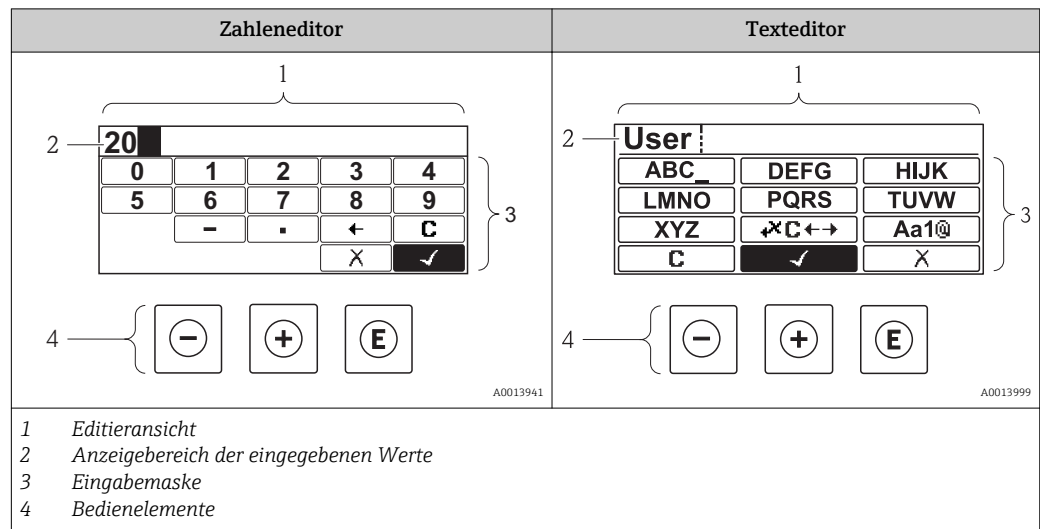 Zahleneditor
Texteditor
1
2
20
0 1 2 3 4
5 6 7 8 9
− . ← C
X ✓
3
4
− + E
A0013941
1
2
User
ABC_ DEFG HIJK
LMNO PQRS TUVW
XYZ ↶×C←→ Aa1@
C ✓ X
3
4
− + E
A0013999
1 Editieransicht
2 Anzeigebereich der eingegebenen Werte
3 Eingabemaske
4 Bedienelemente